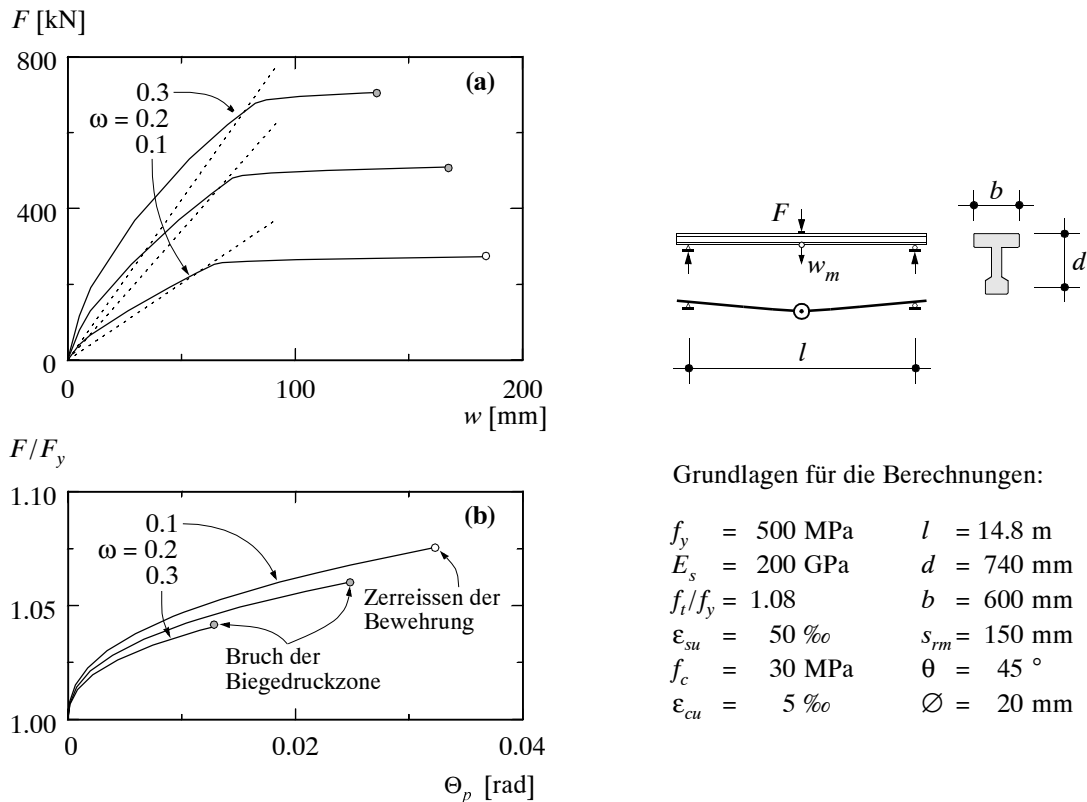 F [kN]
800
400
0
(a)
0.3
ω = 0.2
0.1
0
100
200
w [mm]
F/F_y
1.10
1.05
1.00
(b)
0.1
ω = 0.2
0.3
Zerreissen der
Bewehrung
Bruch der
Biegedruckzone
0
0.02
0.04
Θ_p [rad]
F
w_m
l
b
d
Grundlagen für die Berechnungen:
f_y = 500 MPa l = 14.8 m
E_s = 200 GPa d = 740 mm
f_t/f_y = 1.08 b = 600 mm
ε_su = 50 ‰ s_rm = 150 mm
f_c = 30 MPa θ = 45 °
ε_cu = 5 ‰ ∅ = 20 mm